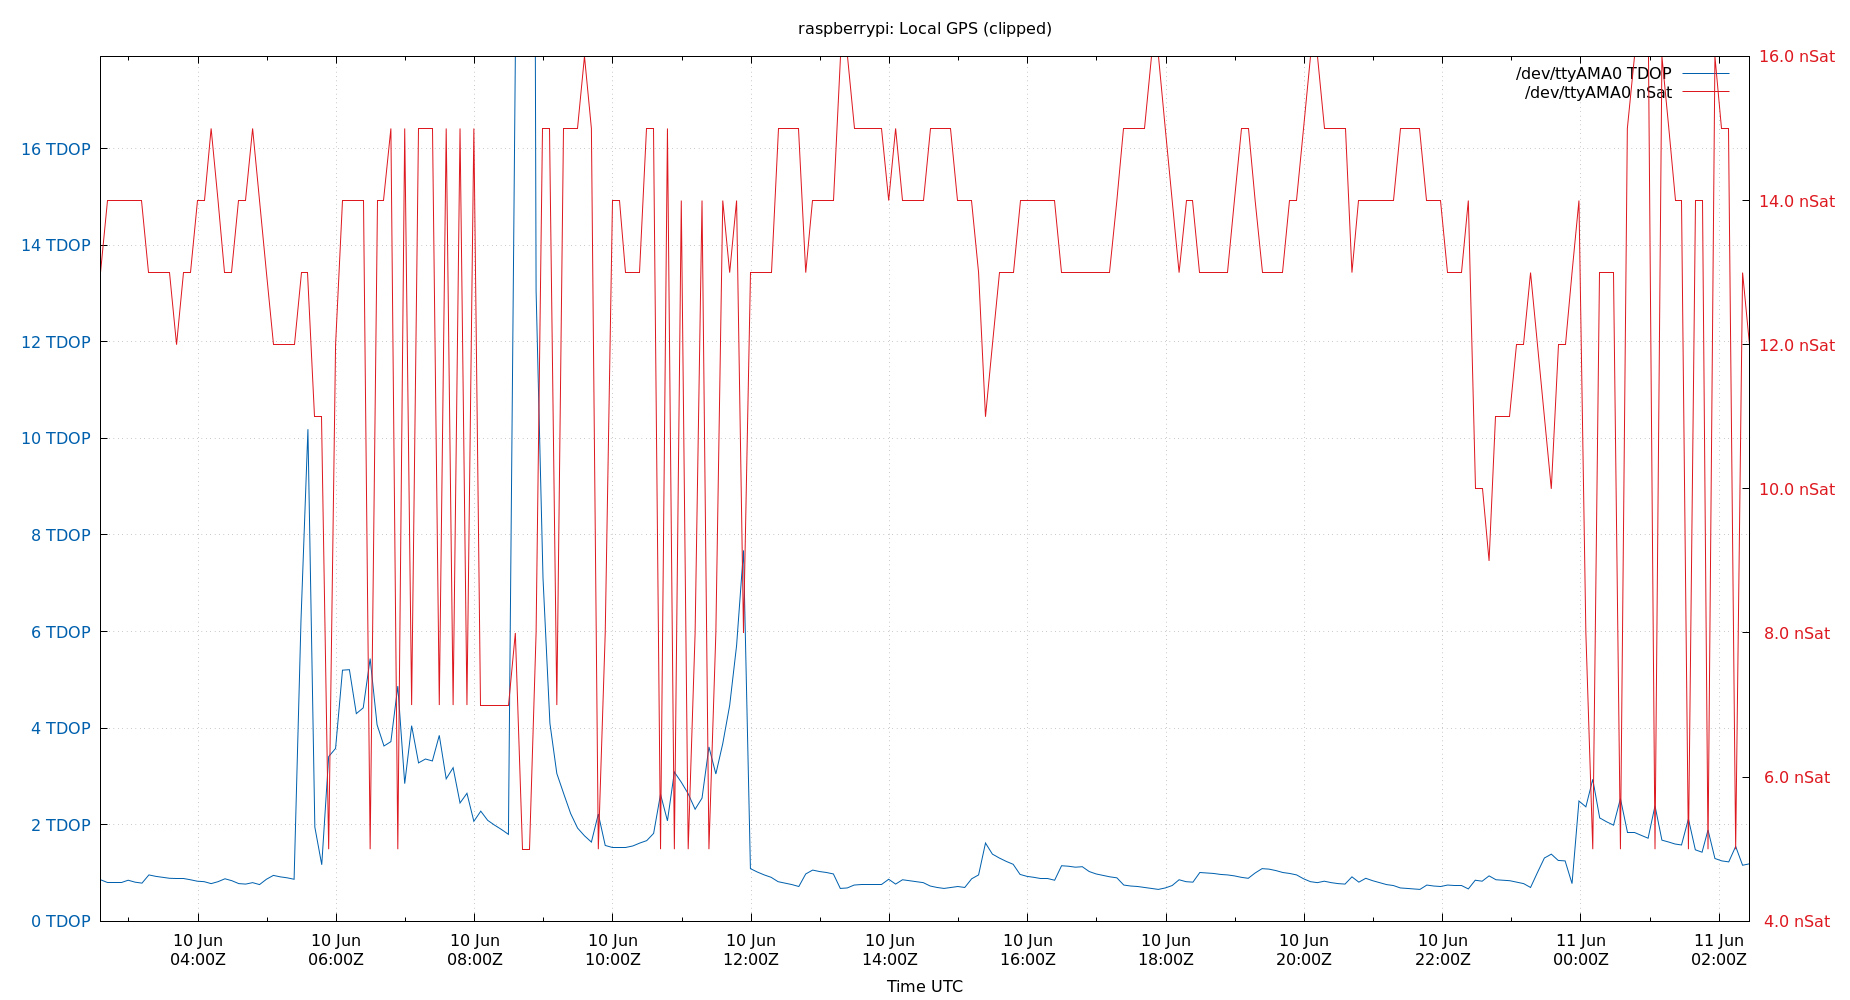 raspberrypi: Local GPS (clipped)
16.0 nSat
/dev/ttyAMA0 TDOP
/dev/ttyAMA0 nSat
16 TDOP
14.0 nSat
14 TDOP
12 TDOP
12.0 nSat
10 TDOP
10.0 nSat
8 TDOP
6 TDOP
8.0 nSat
4 TDOP
6.0 nSat
2 TDOP
0 TDOP
4.0 nSat
10 Jun
04:00Z
10 Jun
06:00Z
10 Jun
08:00Z
10 Jun
10:00Z
10 Jun
12:00Z
10 Jun
14:00Z
10 Jun
16:00Z
10 Jun
18:00Z
10 Jun
20:00Z
10 Jun
22:00Z
11 Jun
00:00Z
11 Jun
02:00Z
Time UTC